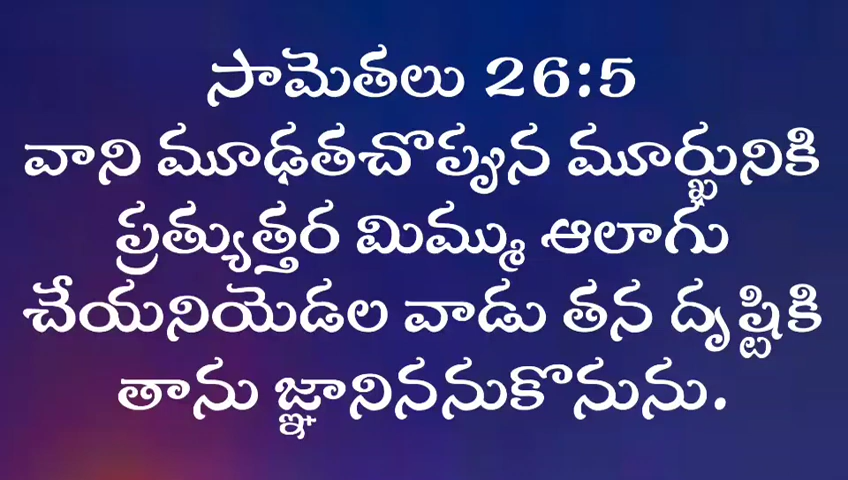 సామెతలు 26:5
వాని మూఢతచొప్పున మూర్ఖునికి
ప్రత్యుత్తర మిమ్ము ఆలాగు
చేయనియెడల వాడు తన దృష్టికి
తాను జ్ఞానిననుకొనును.